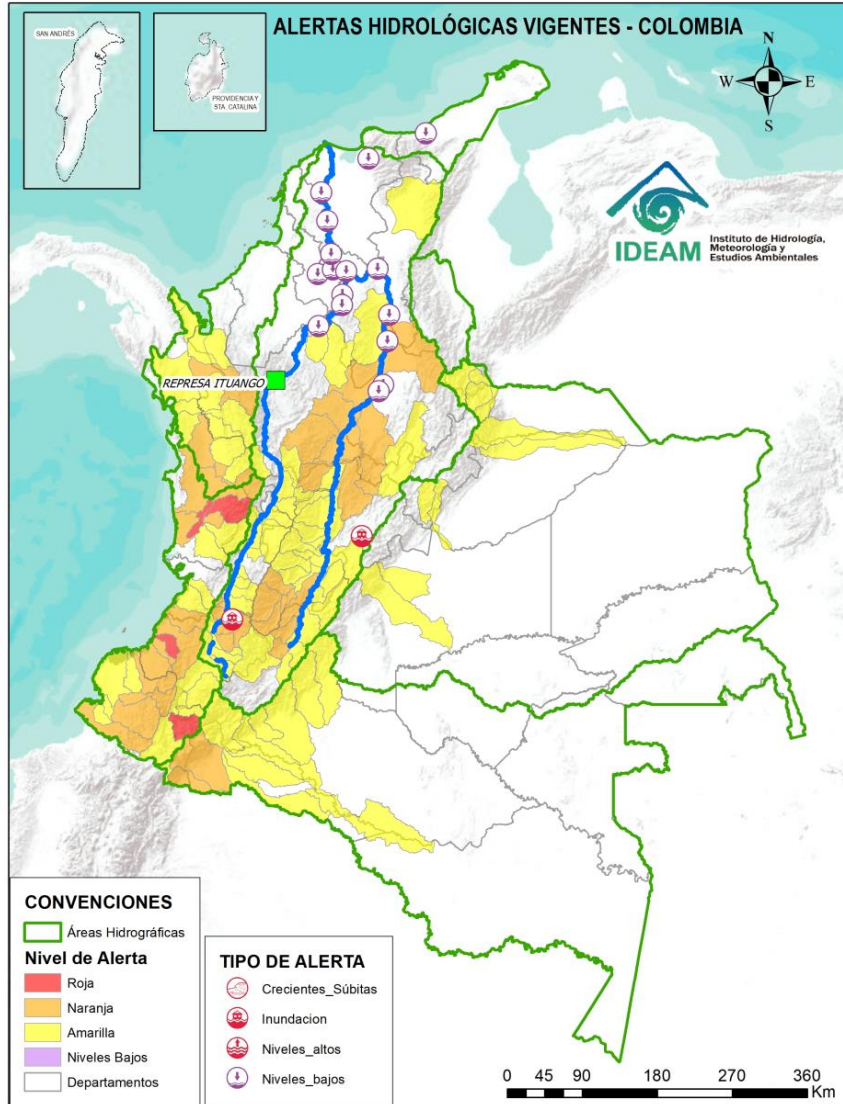 ALERTAS HIDROLÓGICAS VIGENTES - COLOMBIA
SAN ANDRÉS
PROVIDENCIA Y
STA. CATALINA
N
W
E
S
IDEAM
Instituto de Hidrología,
Meteorología y
Estudios Ambientales
REPRESA ITUANGO
CONVENCIONES
Áreas Hidrográficas
Nivel de Alerta
Roja
Naranja
Amarilla
Niveles Bajos
Departamentos
TIPO DE ALERTA
Crecientes_Súbitas
Inundacion
Niveles_altos
Niveles_bajos
0 45 90 180 270 360
Km